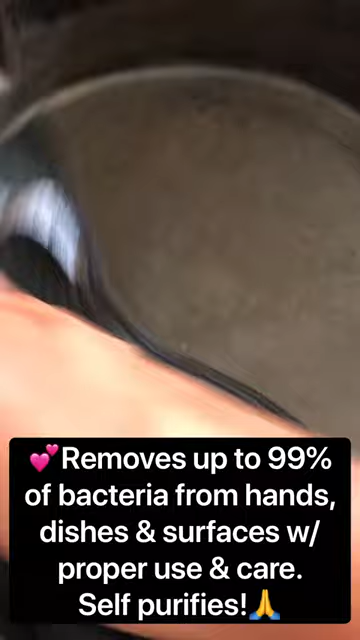 💕Removes up to 99%
of bacteria from hands,
dishes & surfaces w/
proper use & care.
Self purifies!🙏